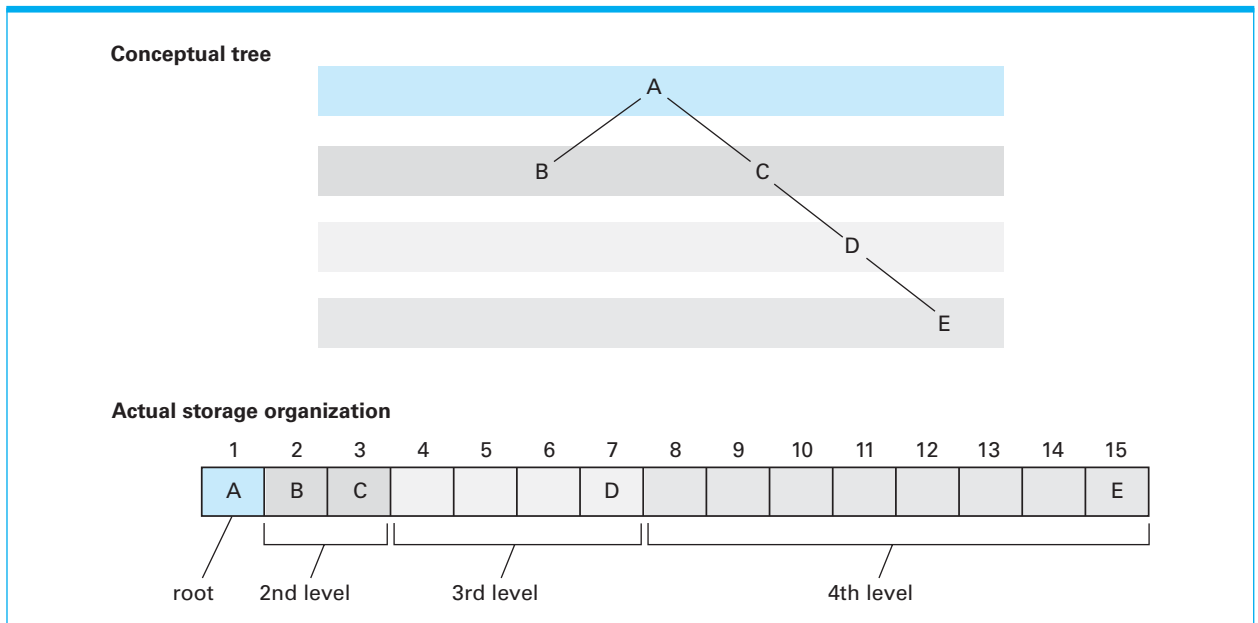 Conceptual tree
A
B C
D
E
Actual storage organization
1 2 3 4 5 6 7 8 9 10 11 12 13 14 15
A B C D E
root 2nd level 3rd level 4th level